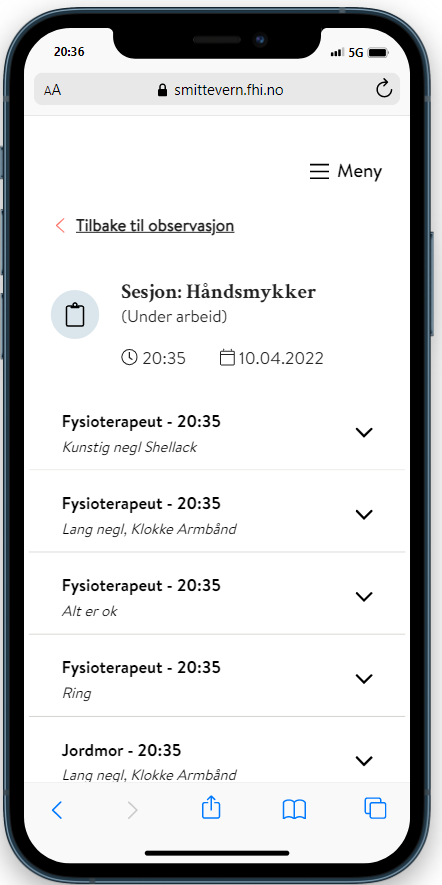 20:36
5G
AA
smittevern.fhi.no
Meny
Tilbake til observasjon
Sesjon: Håndsmykker
(Under arbeid)
20:35 10.04.2022
Fysioterapeut - 20:35
Kunstig negl Shellack
Fysioterapeut - 20:35
Lang negl, Klokke Armbånd
Fysioterapeut - 20:35
Alt er ok
Fysioterapeut - 20:35
Ring
Jordmor - 20:35
Lang negl, Klokke Armbånd